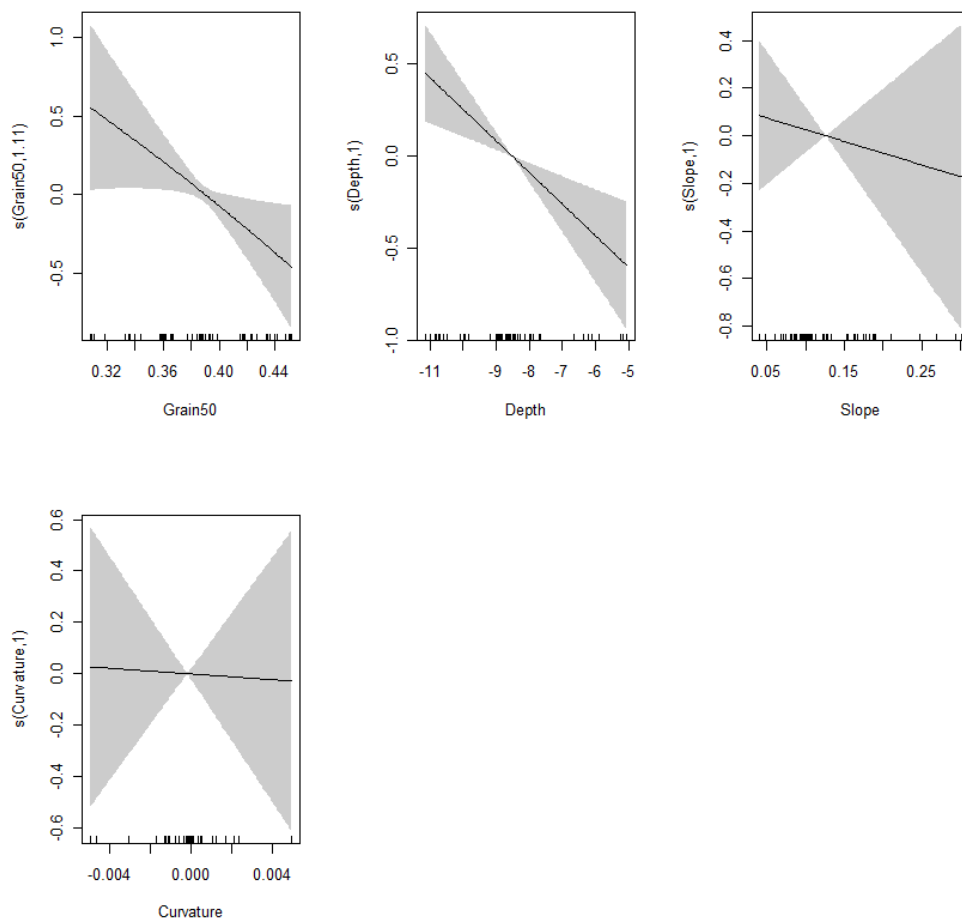 s(Grain50,1.11)
1.0
0.5
0.0
-0.5
0.32 0.36 0.40 0.44
Grain50
s(Depth,1)
0.5
0.0
-0.5
-1.0
-11 -9 -8 -7 -6 -5
Depth
s(Slope,1)
0.4
0.2
0.0
-0.2
-0.4
-0.6
-0.8
0.05 0.15 0.25
Slope
s(Curvature,1)
0.6
0.4
0.2
0.0
-0.2
-0.4
-0.6
-0.004 0.000 0.004
Curvature